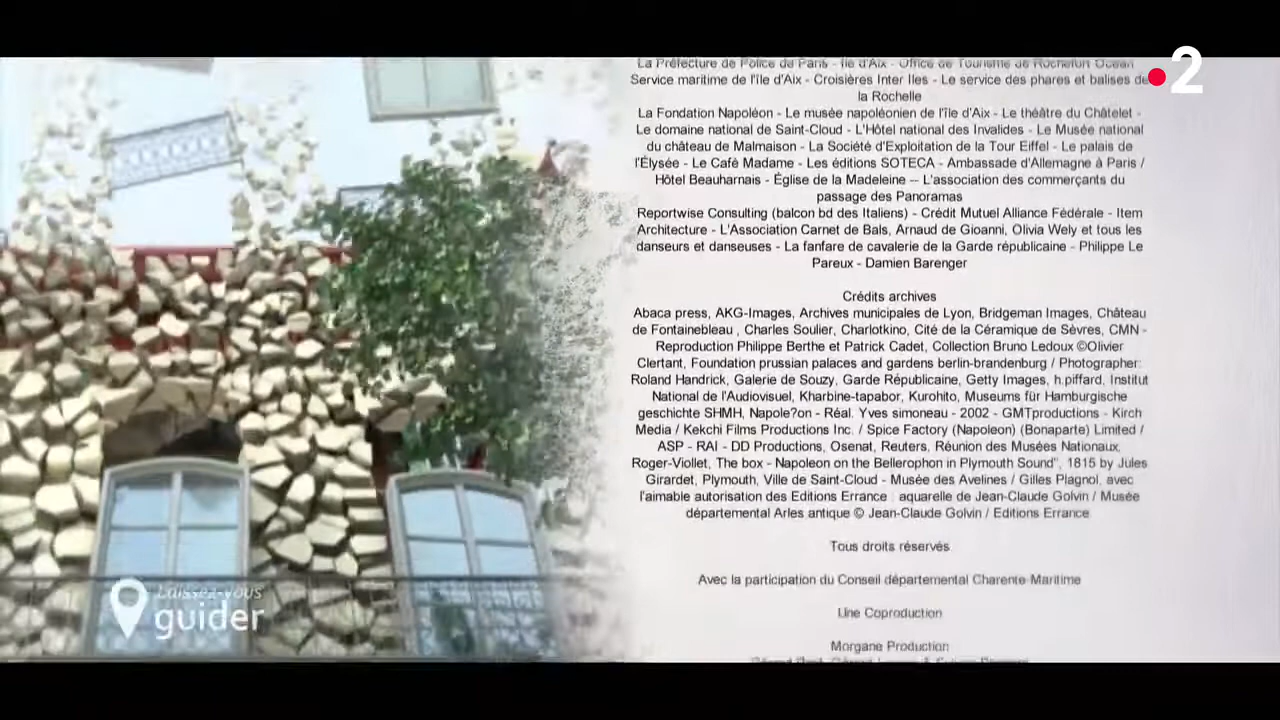 2
La Préfecture de Police de Paris - Ile d'Aix - Office de Tourisme de Rochefort Océan
Service maritime de l'île d'Aix - Croisières Inter Iles - Le service des phares et balises de
la Rochelle
La Fondation Napoléon - Le musée napoléonien de l'île d'Aix - Le théâtre du Châtelet -
Le domaine national de Saint-Cloud - L'Hôtel national des Invalides - Le Musée national
du château de Malmaison - La Société d'Exploitation de la Tour Eiffel - Le palais de
l'Élysée - Le Café Madame - Les éditions SOTECA - Ambassade d'Allemagne à Paris /
Hôtel Beauharnais - Église de la Madeleine -- L'association des commerçants du
passage des Panoramas
Reportwise Consulting (balcon bd des Italiens) - Crédit Mutuel Alliance Fédérale - Item
Architecture - L'Association Carnet de Bals, Arnaud de Gioanni, Olivia Wely et tous les
danseurs et danseuses - La fanfare de cavalerie de la Garde républicaine - Philippe Le
Pareux - Damien Barenger
Crédits archives
Abaca press, AKG-Images, Archives municipales de Lyon, Bridgeman Images, Château
de Fontainebleau , Charles Soulier, Charlotkino, Cité de la Céramique de Sèvres, CMN -
Reproduction Philippe Berthe et Patrick Cadet, Collection Bruno Ledoux ©Olivier
Clertant, Foundation prussian palaces and gardens berlin-brandenburg / Photographer:
Roland Handrick, Galerie de Souzy, Garde Républicaine, Getty Images, h.piffard, Institut
National de l'Audiovisuel, Kharbine-tapabor, Kurohito, Museums für Hamburgische
geschichte SHMH, Napole?on - Réal. Yves simoneau - 2002 - GMTproductions - Kirch
Media / Kekchi Films Productions Inc. / Spice Factory (Napoleon) (Bonaparte) Limited /
ASP - RAI - DD Productions, Osenat, Reuters, Réunion des Musées Nationaux,
Roger-Viollet, The box - Napoleon on the Bellerophon in Plymouth Sound", 1815 by Jules
Girardet, Plymouth, Ville de Saint-Cloud - Musée des Avelines / Gilles Plagnol, avec
l'aimable autorisation des Editions Errance : aquarelle de Jean-Claude Golvin / Musée
départemental Arles antique © Jean-Claude Golvin / Editions Errance
Tous droits réservés
Avec la participation du Conseil départemental Charente Maritime
Une Coproduction
Morgane Production
Laissez-vous
guider